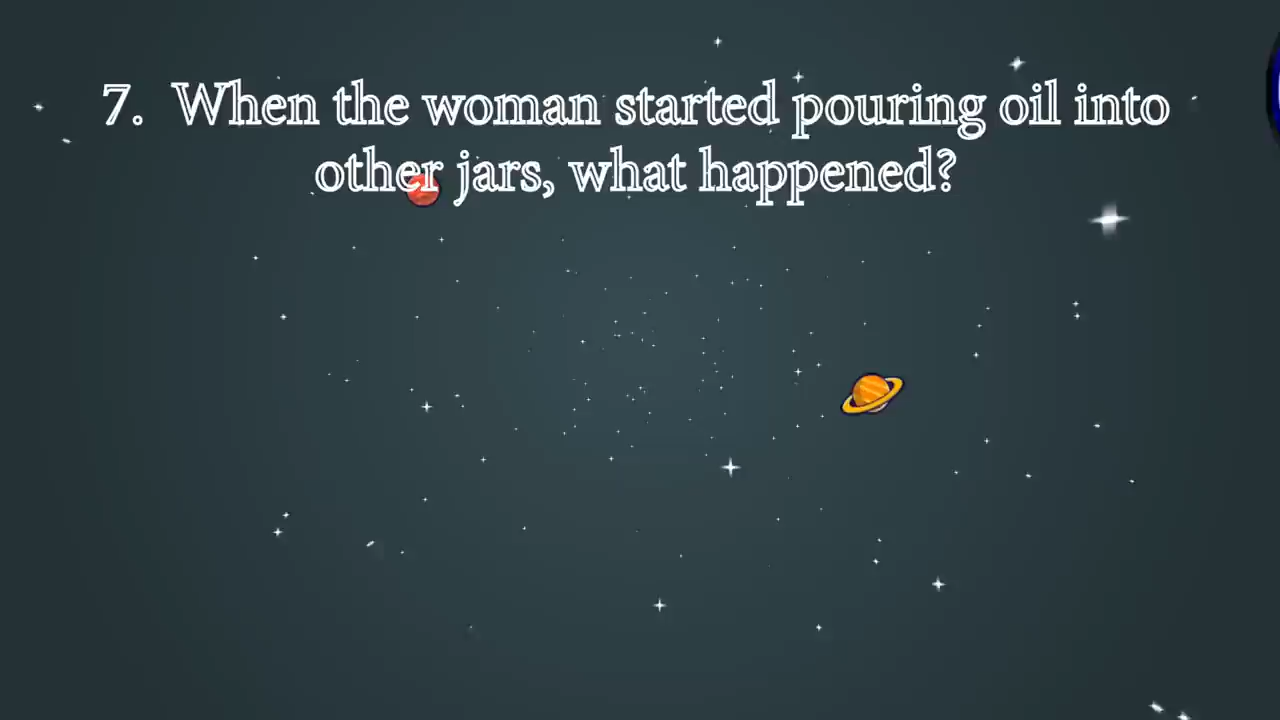 7. When the woman started pouring oil into
other jars, what happened?